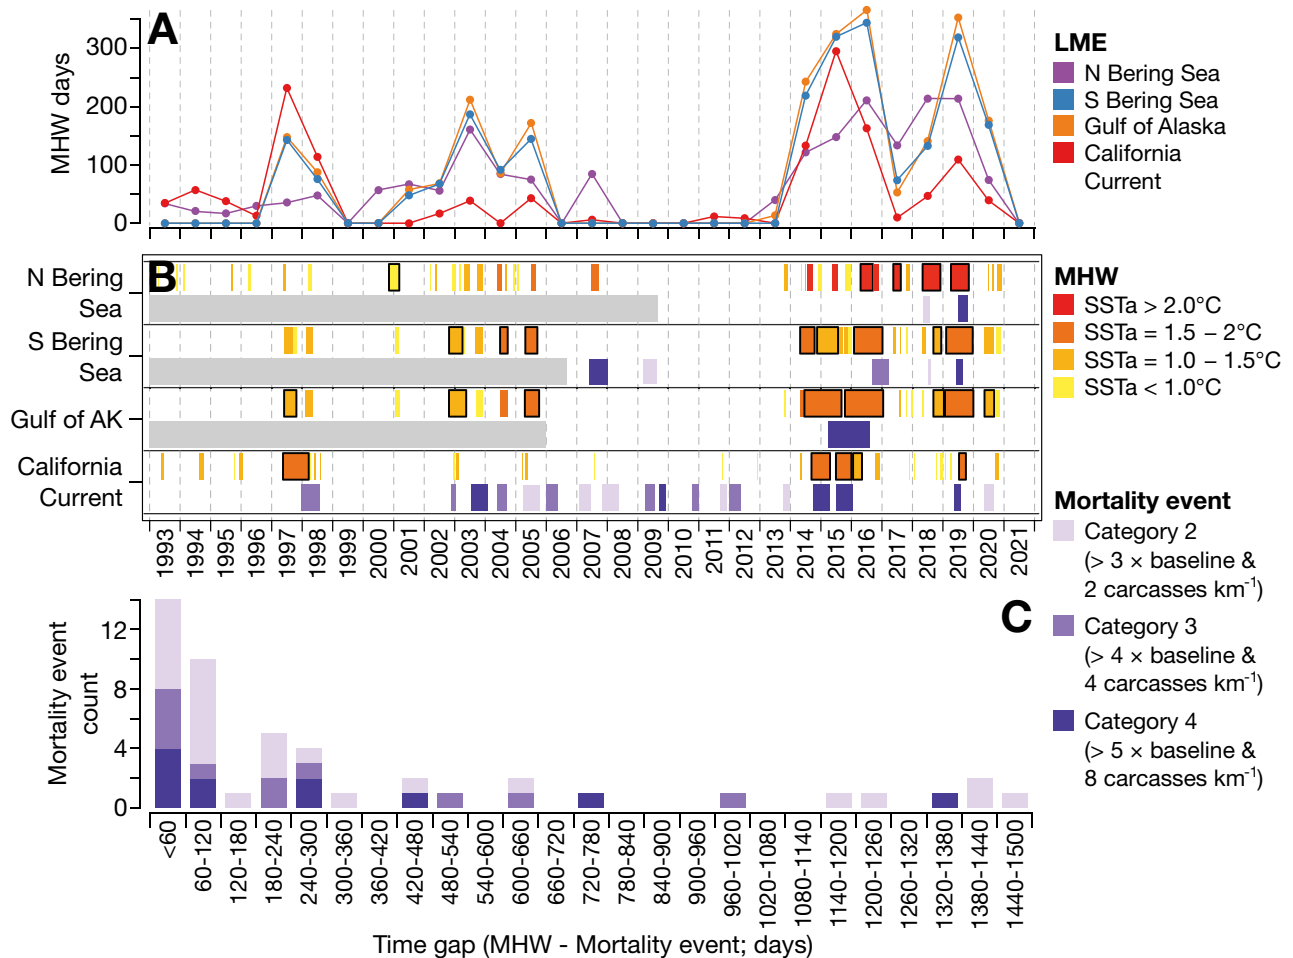 A
MHW days
300
200
100
0
LME
N Bering Sea
S Bering Sea
Gulf of Alaska
California
Current
B
N Bering
Sea
S Bering
Sea
Gulf of AK
California
Current
MHW
SSTa > 2.0°C
SSTa = 1.5 – 2°C
SSTa = 1.0 – 1.5°C
SSTa < 1.0°C
1993
1994
1995
1996
1997
1998
1999
2000
2001
2002
2003
2004
2005
2006
2007
2008
2009
2010
2011
2012
2013
2014
2015
2016
2017
2018
2019
2020
2021
Mortality event
Category 2
(> 3 × baseline &
2 carcasses km⁻¹)
Category 3
(> 4 × baseline &
4 carcasses km⁻¹)
Category 4
(> 5 × baseline &
8 carcasses km⁻¹)
C
Mortality event
count
12
8
4
0
<60
60-120
120-180
180-240
240-300
300-360
360-420
420-480
480-540
540-600
600-660
660-720
720-780
780-840
840-900
900-960
960-1020
1020-1080
1080-1140
1140-1200
1200-1260
1260-1320
1320-1380
1380-1440
1440-1500
Time gap (MHW - Mortality event; days)